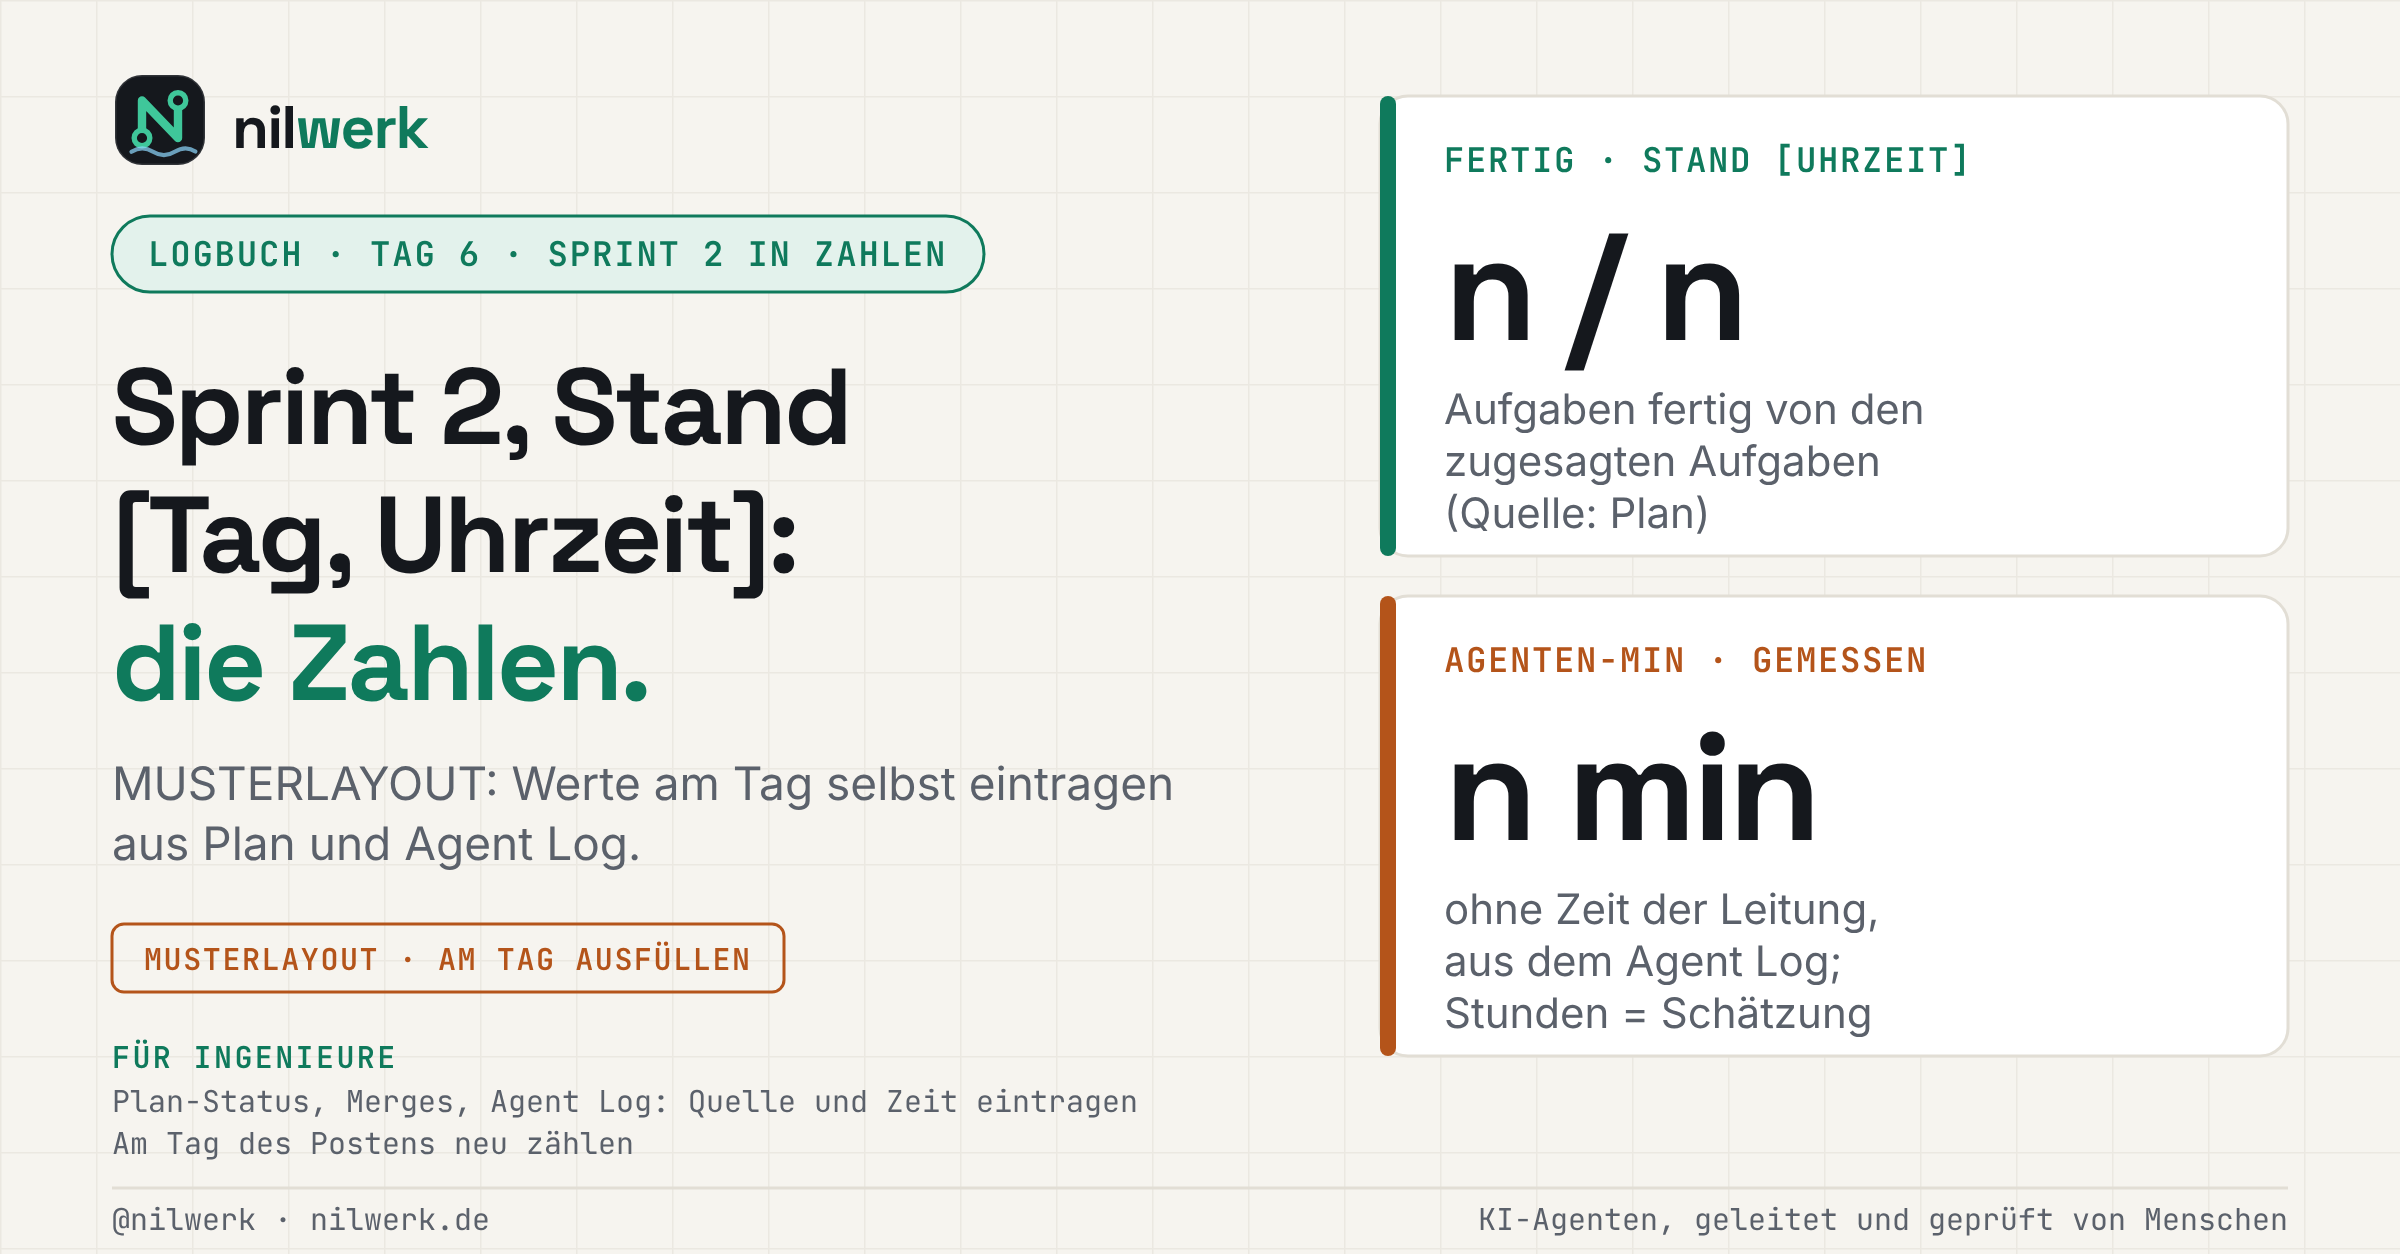 nilwerk
LOGBUCH · TAG 6 · SPRINT 2 IN ZAHLEN
Sprint 2, Stand
[Tag, Uhrzeit]:
die Zahlen.
MUSTERLAYOUT: Werte am Tag selbst eintragen
aus Plan und Agent Log.
MUSTERLAYOUT · AM TAG AUSFÜLLEN
FÜR INGENIEURE
Plan-Status, Merges, Agent Log: Quelle und Zeit eintragen
Am Tag des Postens neu zählen
FERTIG · STAND [UHRZEIT]
n / n
Aufgaben fertig von den
zugesagten Aufgaben
(Quelle: Plan)
AGENTEN-MIN · GEMESSEN
n min
ohne Zeit der Leitung,
aus dem Agent Log;
Stunden = Schätzung
@nilwerk · nilwerk.de
KI-Agenten, geleitet und geprüft von Menschen